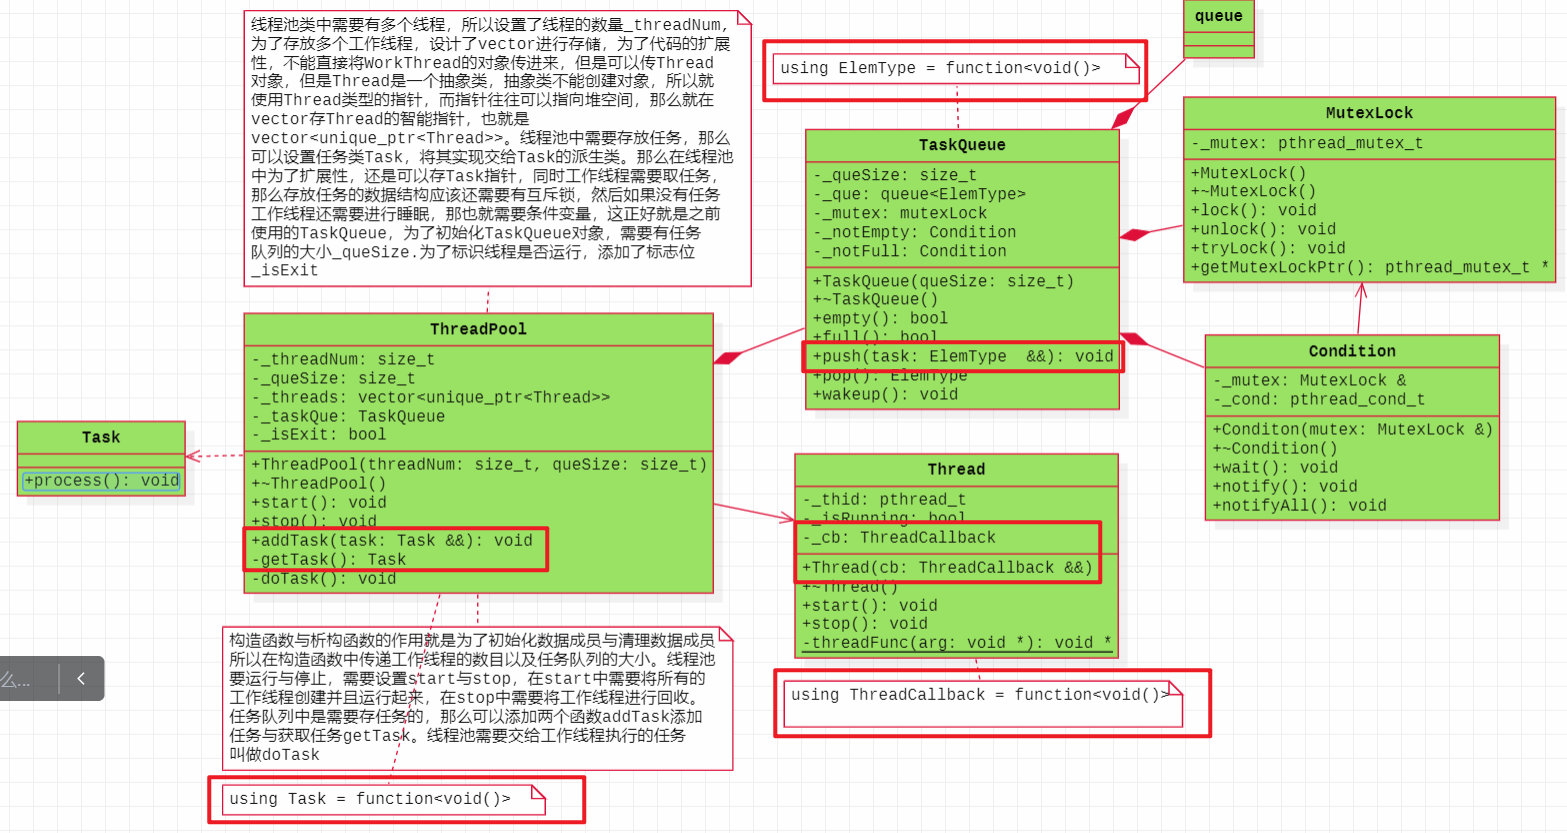 线程池类中需要有多个线程，所以设置了线程的数量_threadNum，
为了存放多个工作线程，设计了vector进行存储，为了代码的扩展
性，不能直接将WorkThread的对象传进来，但是可以传Thread
对象，但是Thread是一个抽象类，抽象类不能创建对象，所以就
使用Thread类型的指针，而指针往往可以指向堆空间，那么就在
vector存Thread的智能指针，也就是
vector<unique_ptr<Thread>>。线程池中需要存放任务，那么
可以设置任务类Task，将其实现交给Task的派生类。那么在线程池
中为了扩展性，还是可以存Task指针，同时工作线程需要取任务，
那么存放任务的数据结构应该还需要有互斥锁，然后如果没有任务
工作线程还需要进行睡眠，那也就需要条件变量，这正好就是之前
使用的TaskQueue，为了初始化TaskQueue对象，需要有任务
队列的大小_queSize.为了标识线程是否运行，添加了标志位
_isExit
using ElemType = function<void()>
queue
TaskQueue
-_queSize: size_t
-_que: queue<ElemType>
-_mutex: mutexLock
-_notEmpty: Condition
-_notFull: Condition
+TaskQueue(queSize: size_t)
+~TaskQueue()
+empty(): bool
+full(): bool
+push(task: ElemType  &&): void
+pop(): ElemType
+wakeup(): void
MutexLock
-_mutex: pthread_mutex_t
+MutexLock()
+~MutexLock()
+lock(): void
+unlock(): void
+tryLock(): void
+getMutexLockPtr(): pthread_mutex_t *
ThreadPool
-_threadNum: size_t
-_queSize: size_t
-_threads: vector<unique_ptr<Thread>>
-_taskQue: TaskQueue
-_isExit: bool
+ThreadPool(threadNum: size_t, queSize: size_t)
+~ThreadPool()
+start(): void
+stop(): void
+addTask(task: Task &&): void
-getTask(): Task
-doTask(): void
Condition
-_mutex: MutexLock &
-_cond: pthread_cond_t
+Conditon(mutex: MutexLock &)
+~Condition()
+wait(): void
+notify(): void
+notifyAll(): void
Task
+process(): void
Thread
-_thid: pthread_t
-_isRunning: bool
-_cb: ThreadCallback
+Thread(cb: ThreadCallback &&)
+~Thread()
+start(): void
+stop(): void
-threadFunc(arg: void *): void *
构造函数与析构函数的作用就是为了初始化数据成员与清理数据成员
所以在构造函数中传递工作线程的数目以及任务队列的大小。线程池
要运行与停止，需要设置start与stop，在start中需要将所有的
工作线程创建并且运行起来，在stop中需要将工作线程进行回收。
任务队列中是需要存任务的，那么可以添加两个函数addTask添加
任务与获取任务getTask。线程池需要交给工作线程执行的任务
叫做doTask
using ThreadCallback = function<void()>
么...
using Task = function<void()>